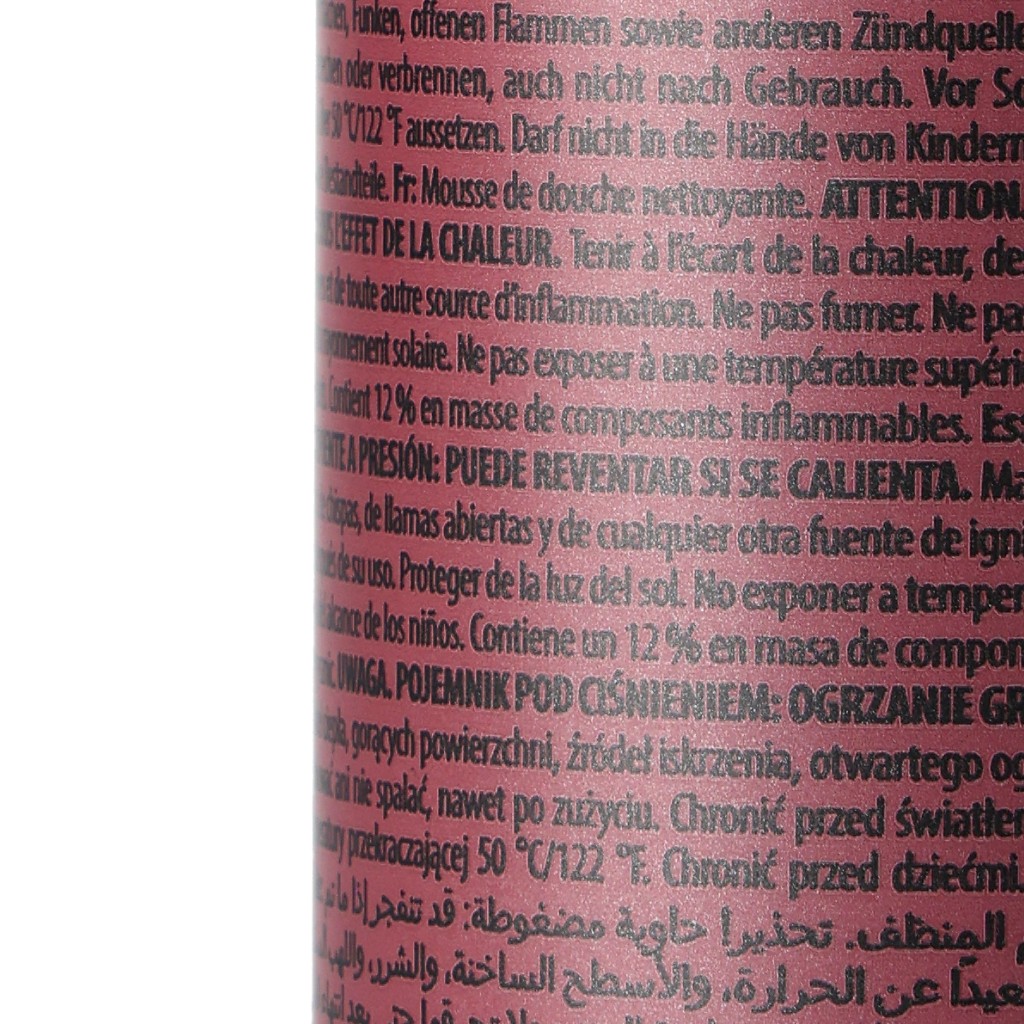 Funken, offenen Flammen sowie anderen Zündquelle
oder verbrennen, auch nicht nach Gebrauch. Vor So
50 °C/122 °F aussetzen. Darf nicht in die Hände von Kindern
Fr: Mousse de douche nettoyante. ATTENTION.
L'EFFET DE LA CHALEUR. Tenir à l'écart de la chaleur, de
et de toute autre source d'inflammation. Ne pas fumer. Ne pa
solaire. Ne pas exposer à une température supéri
Contient 12 % en masse de composants inflammables. Es
A PRESIÓN: PUEDE REVENTAR SI SE CALIENTA. Ma
chispas, de llamas abiertas y de cualquier otra fuente de igni
de su uso. Proteger de la luz del sol. No exponer a temper
alcance de los niños. Contiene un 12 % en masa de compon
UWAGA. POJEMNIK POD CIŚNIENIEM: OGRZANIE GR
gorących powierzchni, źródeł iskrzenia, otwartego og
ani nie spalać, nawet po zużyciu. Chronić przed światłem
przekraczającej 50 °C/122 °F. Chronić przed dziećmi.
المنظف. تحذير! حاوية مضغوطة: قد تنفجر إذا
عن الحرارة، والأسطح الساخنة، والشرر، واللهب